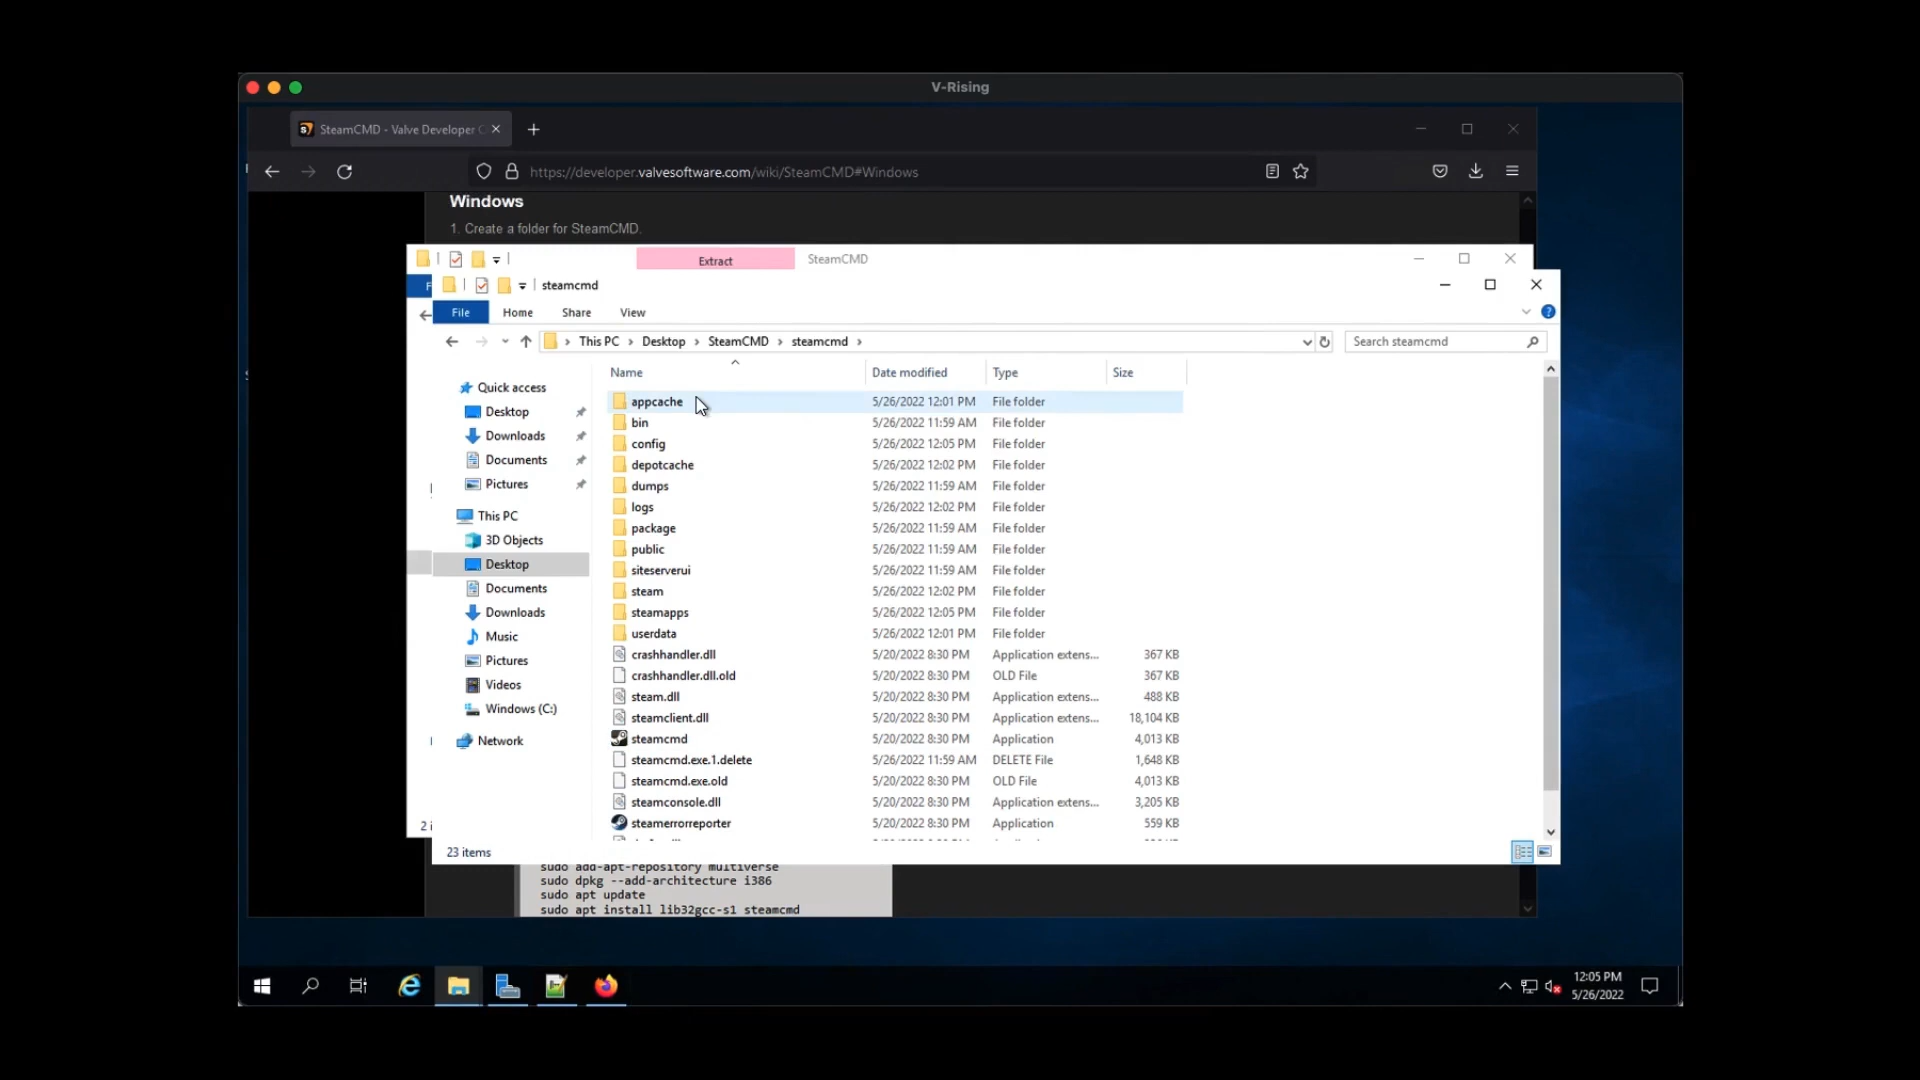 V-Rising
SteamCMD - Valve Developer C
https://developer.valvesoftware.com/wiki/SteamCMD#Windows
Windows
1. Create a folder for SteamCMD.
Extract
SteamCMD
steamcmd
File
Home
Share
View
This PC
Desktop
SteamCMD
steamcmd
Search steamcmd
Name
Date modified
Type
Size
Quick access
Desktop
Downloads
Documents
Pictures
This PC
3D Objects
Desktop
Documents
Downloads
Music
Pictures
Videos
Windows (C:)
Network
appcache 5/26/2022 12:01 PM File folder
bin 5/26/2022 11:59 AM File folder
config 5/26/2022 12:05 PM File folder
depotcache 5/26/2022 12:02 PM File folder
dumps 5/26/2022 11:59 AM File folder
logs 5/26/2022 12:02 PM File folder
package 5/26/2022 11:59 AM File folder
public 5/26/2022 11:59 AM File folder
siteserverui 5/26/2022 11:59 AM File folder
steam 5/26/2022 12:02 PM File folder
steamapps 5/26/2022 12:05 PM File folder
userdata 5/26/2022 12:01 PM File folder
crashhandler.dll 5/20/2022 8:30 PM Application extens... 367 KB
crashhandler.dll.old 5/20/2022 8:30 PM OLD File 367 KB
steam.dll 5/20/2022 8:30 PM Application extens... 488 KB
steamclient.dll 5/20/2022 8:30 PM Application extens... 18,104 KB
steamcmd 5/20/2022 8:30 PM Application 4,013 KB
steamcmd.exe.1.delete 5/26/2022 11:59 AM DELETE File 1,648 KB
steamcmd.exe.old 5/20/2022 8:30 PM OLD File 4,013 KB
steamconsole.dll 5/20/2022 8:30 PM Application extens... 3,205 KB
steamerrorreporter 5/20/2022 8:30 PM Application 559 KB
23 items
sudo add-apt-repository multiverse
sudo dpkg --add-architecture i386
sudo apt update
sudo apt install lib32gcc-s1 steamcmd
12:05 PM
5/26/2022